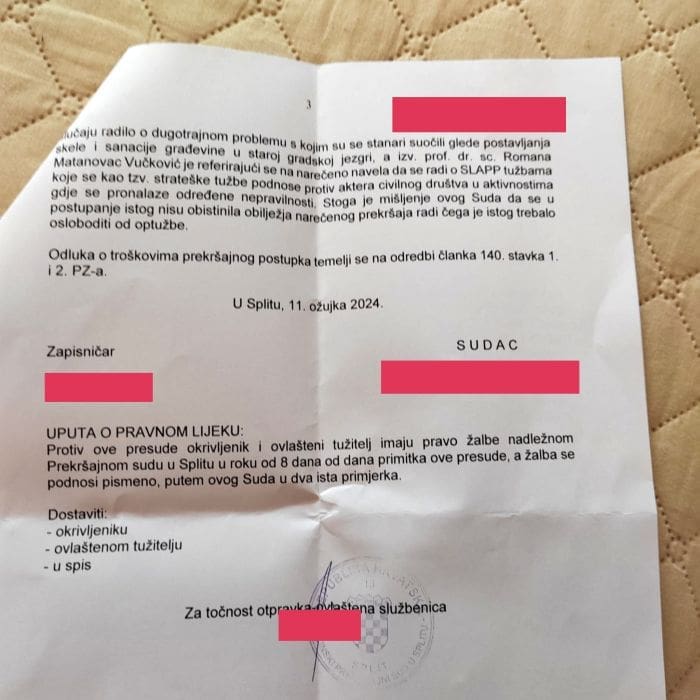 3
radilo o dugotrajnom problemu s kojim su se stanari suočili glede postavljanja
skele i sanacije građevine u staroj gradskoj jezgri, a izv. prof. dr. sc. Romana
Matanovac Vučković je referirajući se na narečeno navela da se radi o SLAPP tužbama
koje se kao tzv. strateške tužbe podnose protiv aktera civilnog društva u aktivnostima
gdje se pronalaze određene nepravilnosti. Stoga je mišljenje ovog Suda da se u
postupanje istog nisu obistinila obilježja narečenog prekršaja radi čega je istog trebalo
osloboditi od optužbe.
Odluka o troškovima prekršajnog postupka temelji se na odredbi članka 140. stavka 1.
i 2. PZ-a.
U Splitu, 11. ožujka 2024.
Zapisničar
S U D A C
UPUTA O PRAVNOM LIJEKU:
Protiv ove presude okrivljenik i ovlašteni tužitelj imaju pravo žalbe nadležnom
Prekršajnom sudu u Splitu u roku od 8 dana od dana primitka ove presude, a žalba se
podnosi pismeno, putem ovog Suda u dva ista primjerka.
Dostaviti:
- okrivljeniku
- ovlaštenom tužitelju
- u spis
Za točnost otpravka-ovlaštena službenica
SPLIT